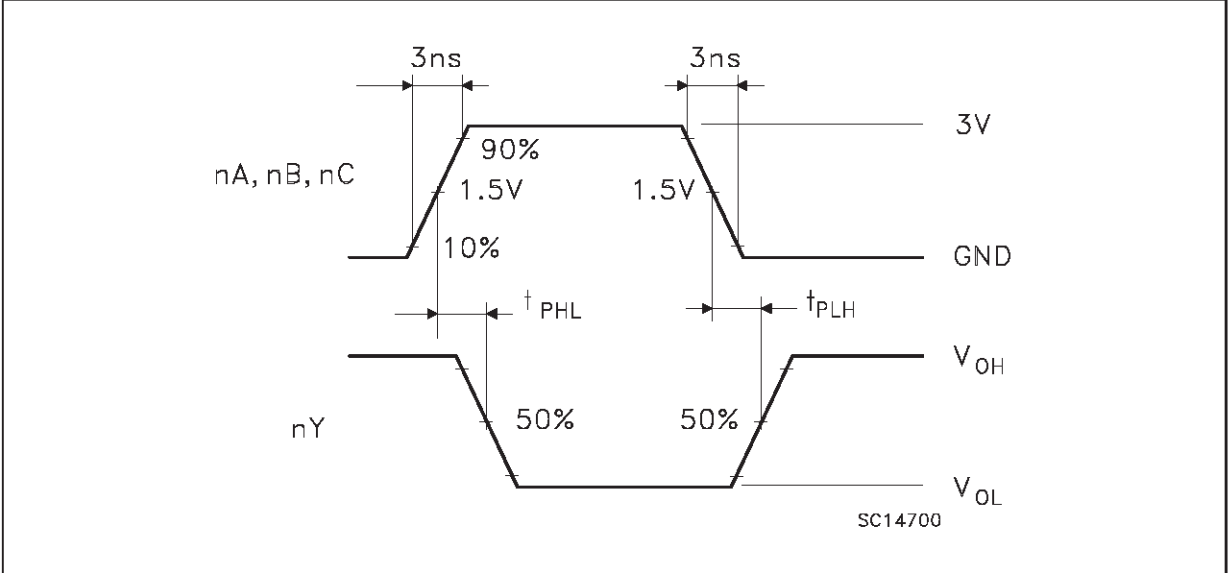 3ns 3ns
3V
90%
nA, nB, nC
1.5V 1.5V
10%
GND
tPHL tPLH
VOH
50% 50%
nY
VOL
SC14700